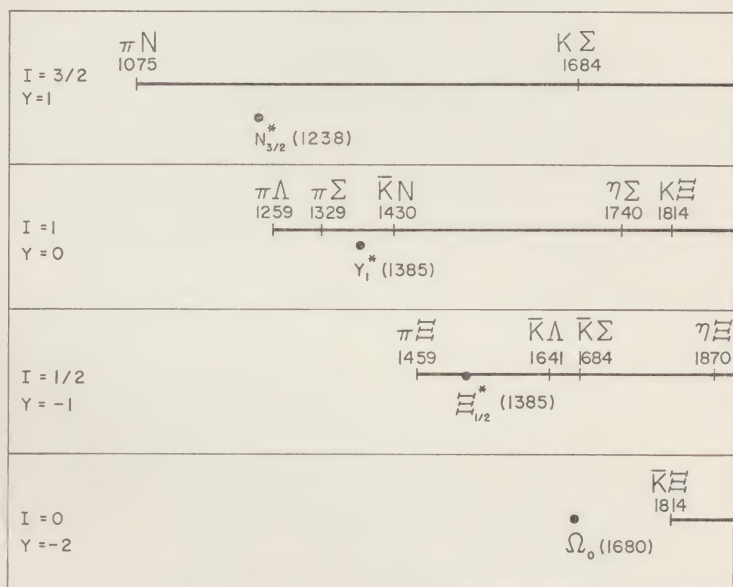 πN KΣ
1075 1684
I = 3/2
Y = 1
N*3/2 (1238)
πΛ πΣ K̄N ηΣ KΞ
1259 1329 1430 1740 1814
I = 1
Y = 0
Y1* (1385)
πΞ K̄Λ K̄Σ ηΞ
1459 1641 1684 1870
I = 1/2
Y = -1
Ξ*1/2 (1385)
K̄Ξ
1814
I = 0
Y = -2
Ω0 (1680)